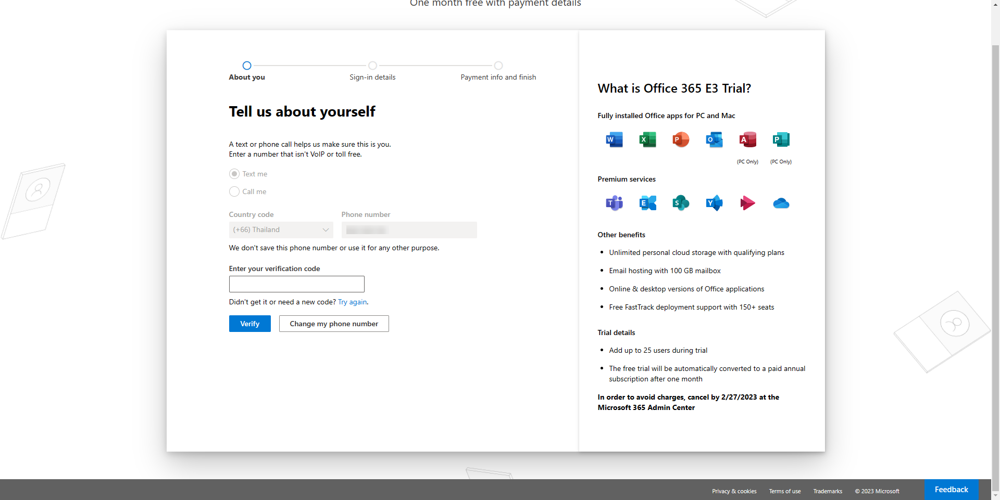 One month free with payment details
About you
Sign-in details
Payment info and finish
Tell us about yourself
A text or phone call helps us make sure this is you.
Enter a number that isn't VoIP or toll free.
Text me
Call me
Country code
Phone number
(+66) Thailand
We don't save this phone number or use it for any other purpose.
Enter your verification code
Didn't get it or need a new code? Try again.
Verify
Change my phone number
What is Office 365 E3 Trial?
Fully installed Office apps for PC and Mac
W
X
P
O
A
P
(PC Only)
(PC Only)
Premium services
T
E
S
Y
Other benefits
• Unlimited personal cloud storage with qualifying plans
• Email hosting with 100 GB mailbox
• Online & desktop versions of Office applications
• Free FastTrack deployment support with 150+ seats
Trial details
• Add up to 25 users during trial
• The free trial will be automatically converted to a paid annual
subscription after one month
In order to avoid charges, cancel by 2/27/2023 at the
Microsoft 365 Admin Center
Privacy & cookies
Terms of use
Trademarks
© 2023 Microsoft
Feedback